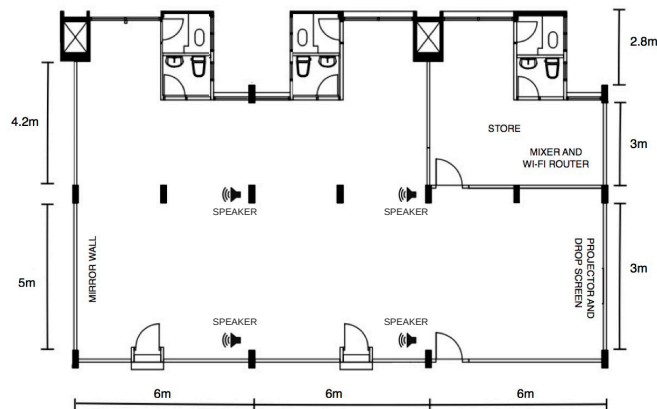 2.8m
4.2m
STORE
3m
MIXER AND
WI-FI ROUTER
SPEAKER
SPEAKER
MIRROR WALL
PROJECTOR AND
DROP SCREEN
5m
3m
SPEAKER
SPEAKER
6m
6m
6m